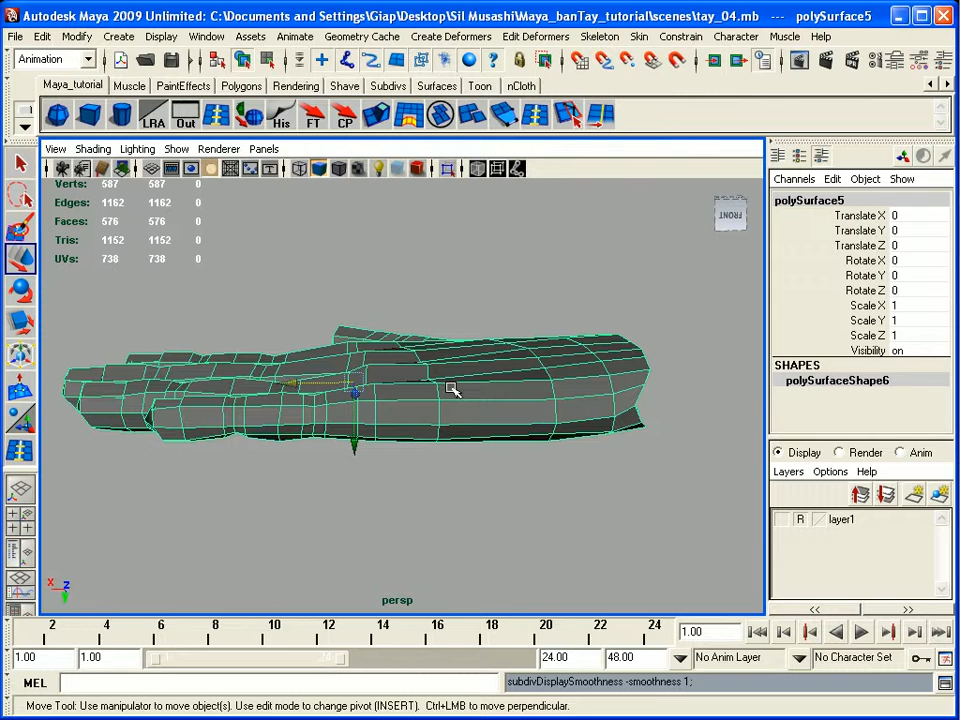 Autodesk Maya 2009 Unlimited: C:\Documents and Settings\Giap\Desktop\Sil Musashi\Maya_banTay_tutorial\scenes\tay_04.mb --- polySurface5
File Edit Modify Create Display Window Assets Animate Geometry Cache Create Deformers Edit Deformers Skeleton Skin Constrain Character Muscle Help
Animation
Maya_tutorial Muscle PaintEffects Polygons Rendering Shave Subdivs Surfaces Toon nCloth
LRA Out His FT CP
View Shading Lighting Show Renderer Panels
Verts: 587 587 0
Edges: 1162 1162 0
Faces: 576 576 0
Tris: 1152 1152 0
UVs: 738 738 0
FRONT
X Z
persp
Channels Edit Object Show
polySurface5
Translate X 0
Translate Y 0
Translate Z 0
Rotate X 0
Rotate Y 0
Rotate Z 0
Scale X 1
Scale Y 1
Scale Z 1
Visibility on
SHAPES
polySurfaceShape6
Display Render Anim
Layers Options Help
R layer1
<< >>
2 4 6 8 10 12 14 16 18 20 22 24 1.00
1.00 1.00 24.00 48.00 No Anim Layer No Character Set
MEL subdivDisplaySmoothness -smoothness 1;
Move Tool: Use manipulator to move object(s). Use edit mode to change pivot (INSERT). Ctrl+LMB to move perpendicular.